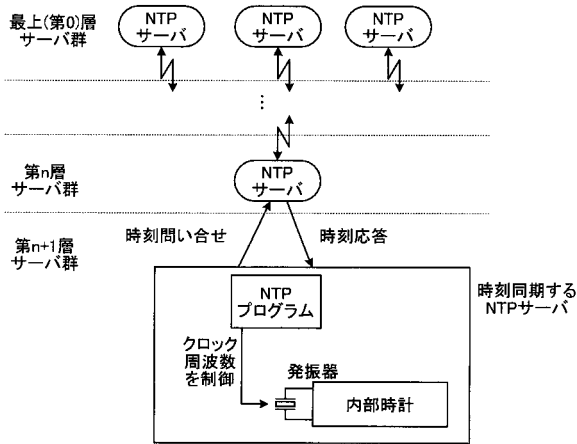 最上(第0)層
サーバ群
NTP
サーバ
NTP
サーバ
NTP
サーバ
⋮
第n層
サーバ群
NTP
サーバ
第n+1層
サーバ群
時刻問い合せ
時刻応答
時刻同期する
NTPサーバ
NTP
プログラム
クロック
周波数
を制御
発振器
内部時計